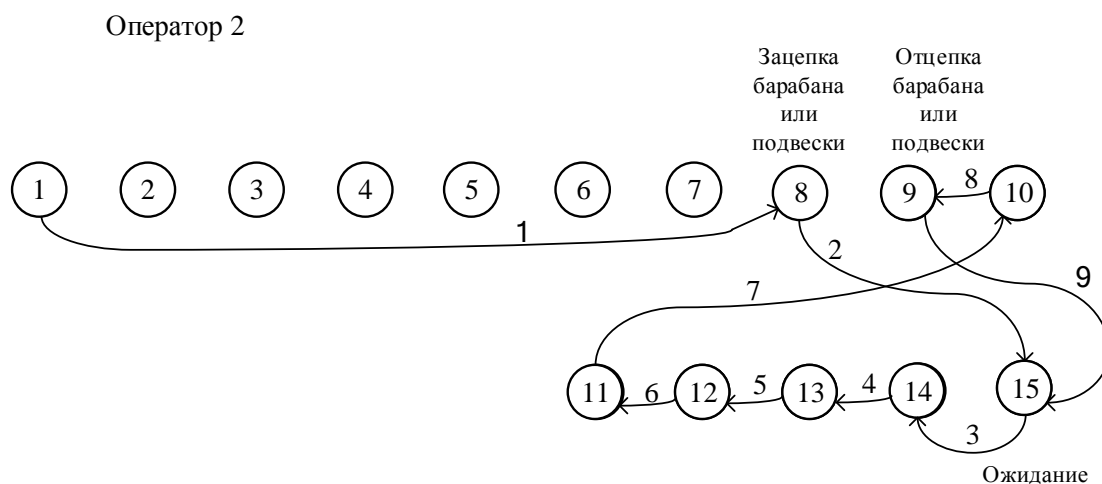 Оператор 2
Зацепка
барабана
или
подвески
Отцепка
барабана
или
подвески
1 2 3 4 5 6 7 8 9 8 10
1 2
7 9
11 6 12 5 13 4 14 15
3
Ожидание